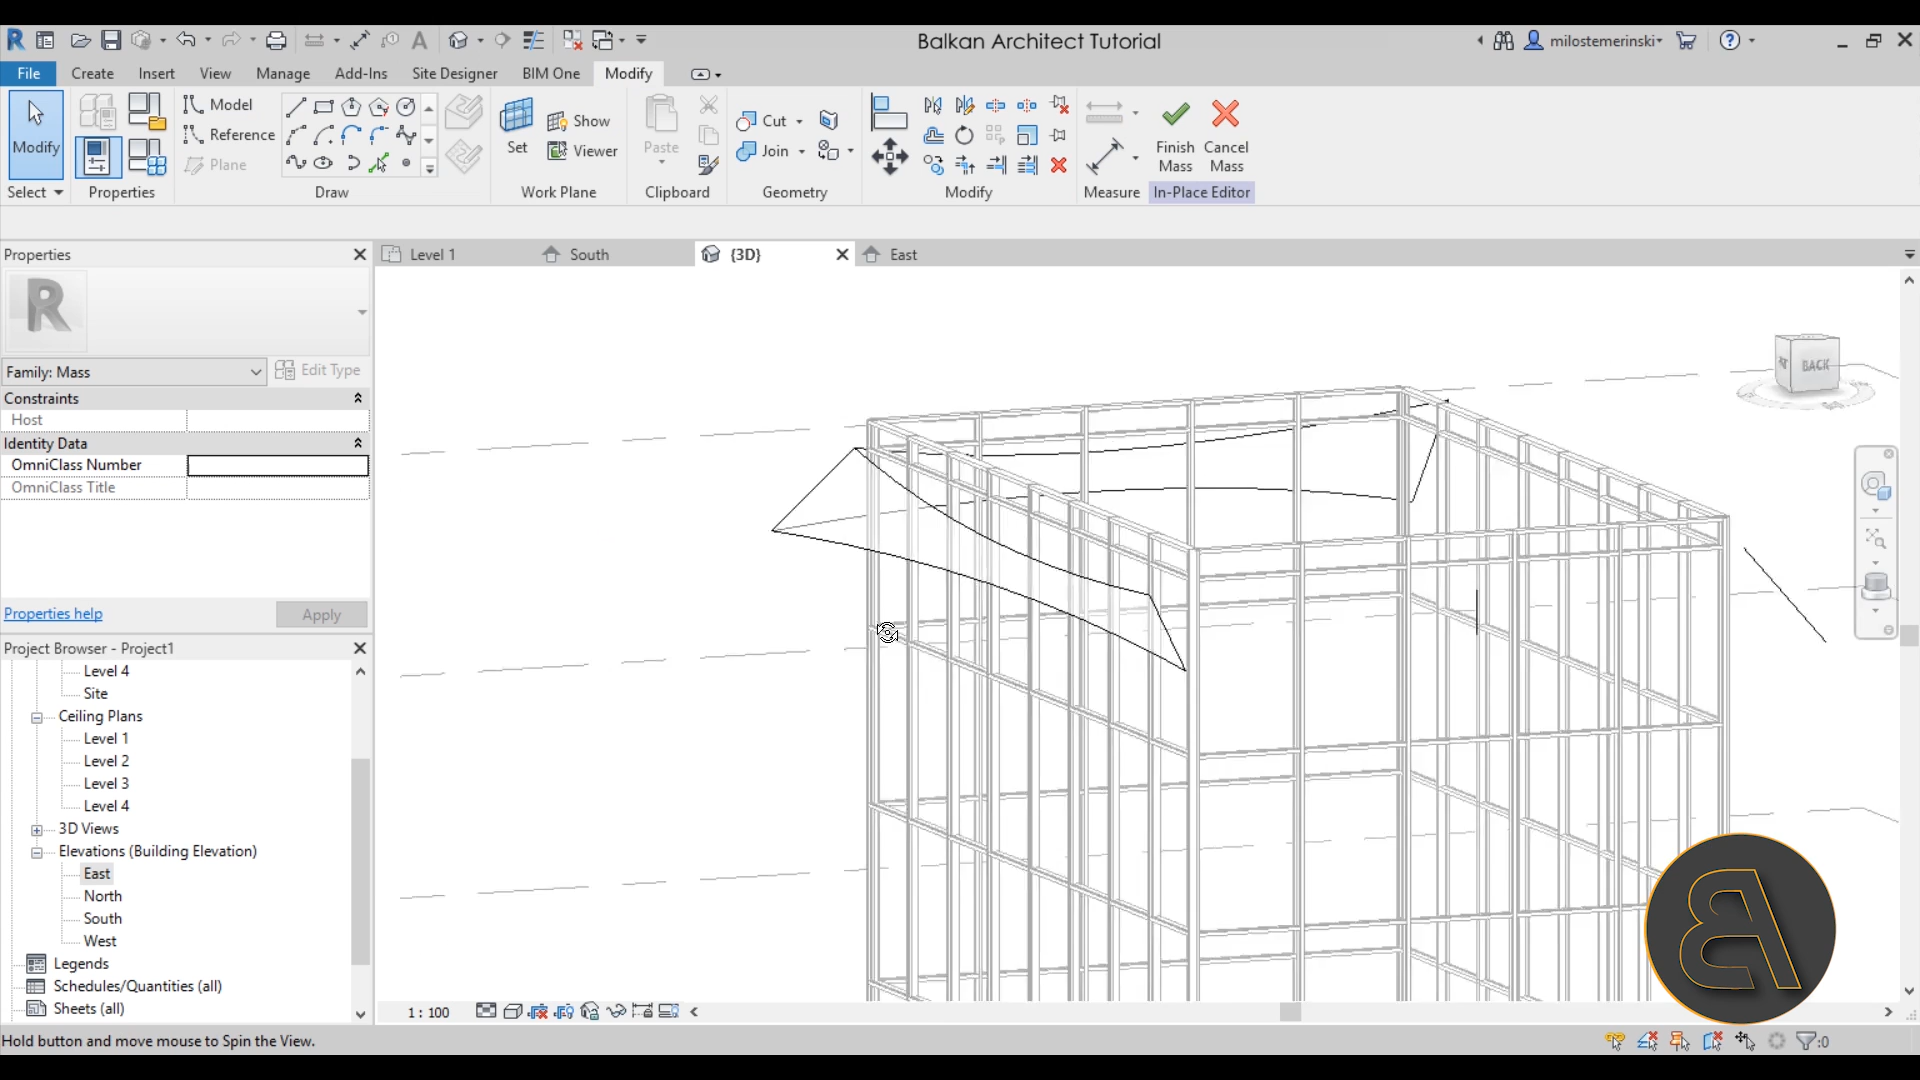 Balkan Architect Tutorial
milostemerinski
File Create Insert View Manage Add-Ins Site Designer BIM One Modify
Modify
Select
Properties
Model
Reference
Plane
Draw
Set
Show
Viewer
Work Plane
Paste
Clipboard
Cut
Join
Geometry
Modify
Measure
Finish Mass
Cancel Mass
In-Place Editor
Properties
R
Family: Mass
Edit Type
Constraints
Host
Identity Data
OmniClass Number
OmniClass Title
Properties help
Apply
Level 1
South
{3D}
East
BACK
Project Browser - Project1
Level 4
Site
Ceiling Plans
Level 1
Level 2
Level 3
Level 4
3D Views
Elevations (Building Elevation)
East
North
South
West
Legends
Schedules/Quantities (all)
Sheets (all)
1 : 100
Hold button and move mouse to Spin the View.
:0